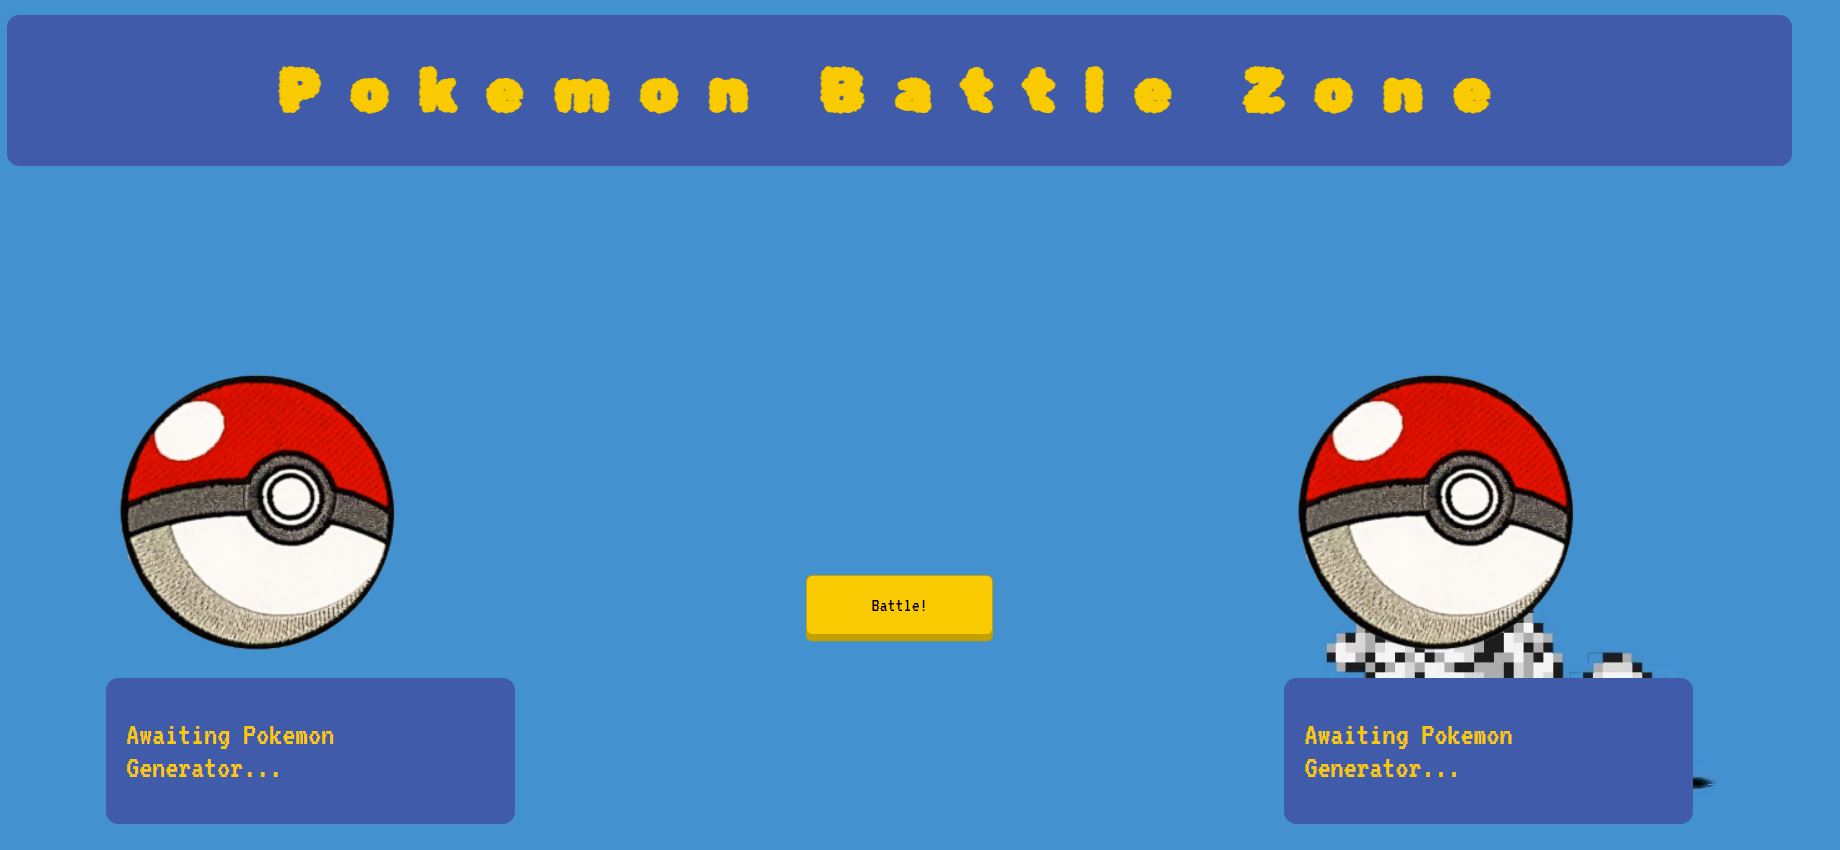 Pokemon Battle Zone
Battle!
Awaiting Pokemon
Generator...
Awaiting Pokemon
Generator...